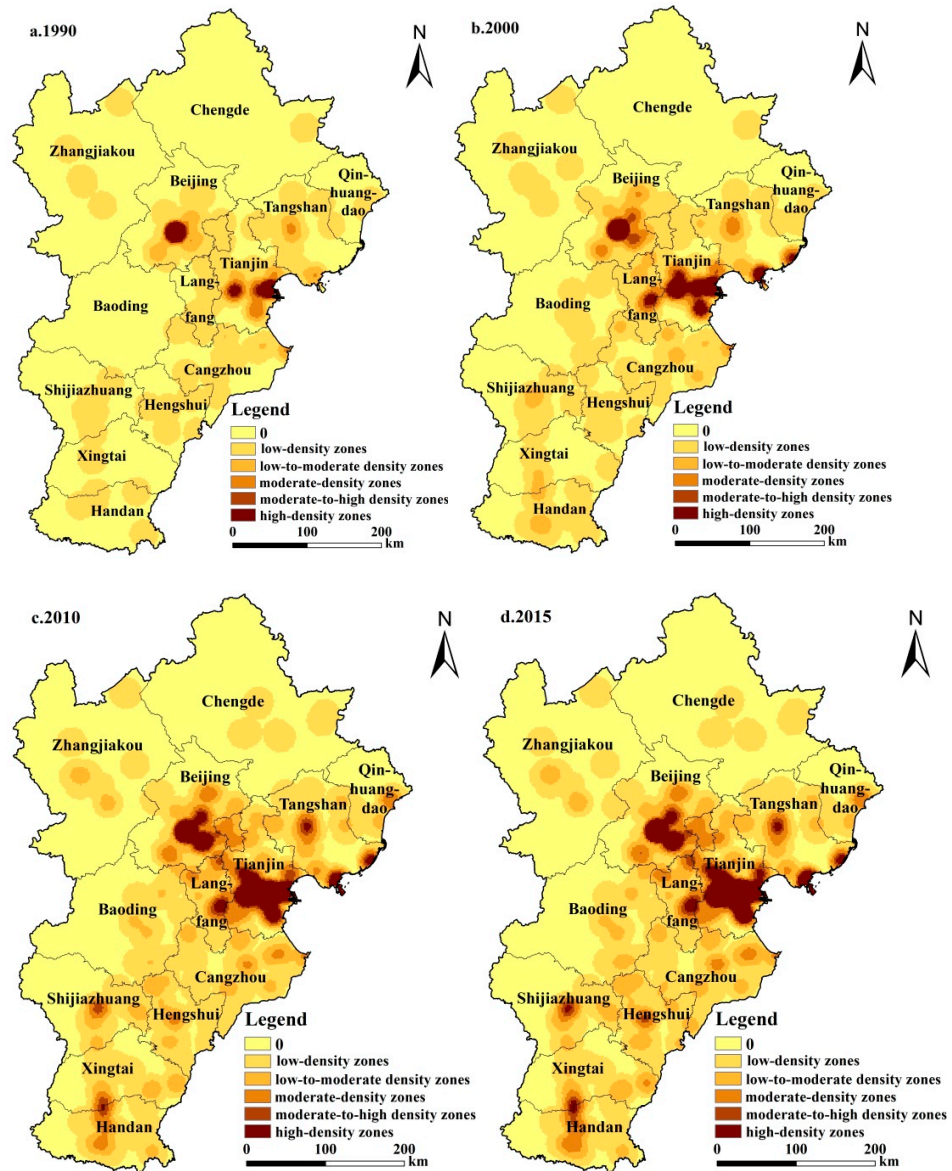 a.1990
N
Chengde
Zhangjiakou
Beijing
Qin-
huang-
dao
Tangshan
Tianjin
Lang-
fang
Baoding
Cangzhou
Shijiazhuang
Hengshui
Xingtai
Handan
Legend
0
low-density zones
low-to-moderate density zones
moderate-density zones
moderate-to-high density zones
high-density zones
0 100 200
km
b.2000
N
Chengde
Zhangjiakou
Beijing
Qin-
huang-
dao
Tangshan
Tianjin
Lang-
fang
Baoding
Cangzhou
Shijiazhuang
Hengshui
Xingtai
Handan
Legend
0
low-density zones
low-to-moderate density zones
moderate-density zones
moderate-to-high density zones
high-density zones
0 100 200
km
c.2010
N
Chengde
Zhangjiakou
Beijing
Qin-
huang-
dao
Tangshan
Tianjin
Lang-
fang
Baoding
Cangzhou
Shijiazhuang
Hengshui
Xingtai
Handan
Legend
0
low-density zones
low-to-moderate density zones
moderate-density zones
moderate-to-high density zones
high-density zones
0 100 200
km
d.2015
N
Chengde
Zhangjiakou
Beijing
Qin-
huang-
dao
Tangshan
Tianjin
Lang-
fang
Baoding
Cangzhou
Shijiazhuang
Hengshui
Xingtai
Handan
Legend
0
low-density zones
low-to-moderate density zones
moderate-density zones
moderate-to-high density zones
high-density zones
0 100 200
km